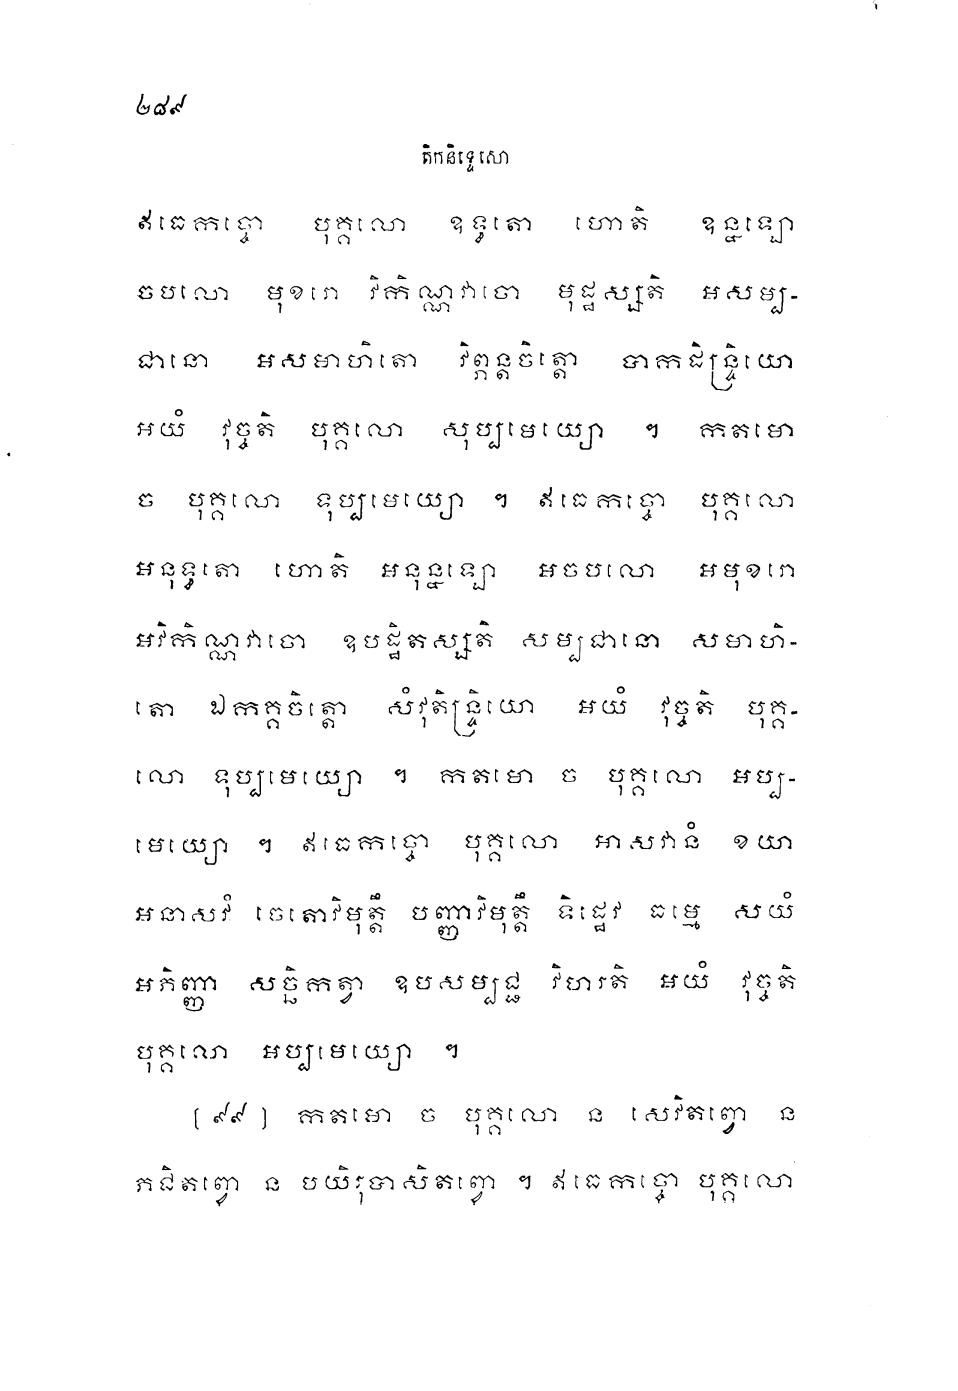 ២៨៩
តិកនិទ្ទេសោ
ឥធេកច្ចោ បុគ្គលោ ឧទ្ធតោ ហោតិ ឧន្នឡោ
ចបលោ មុខរោ វិកិណ្ណវាចោ មុដ្ឋស្សតិ អសម្ប-
ជានោ អសមាហិតោ វិព្ភន្តចិត្តោ បាកដិន្ទ្រិយោ
អយំ វុច្ចតិ បុគ្គលោ សុប្បមេយ្យោ ។ កតមោ
ច បុគ្គលោ ទុប្បមេយ្យោ ។ ឥធេកច្ចោ បុគ្គលោ
អនុទ្ធតោ ហោតិ អនុន្នឡោ អចបលោ អមុខរោ
អវិកិណ្ណវាចោ ឧបដ្ឋិតស្សតិ សម្បជានោ សមាហិ-
តោ ឯកគ្គចិត្តោ សំវុតិន្ទ្រិយោ អយំ វុច្ចតិ បុគ្គ-
លោ ទុប្បមេយ្យោ ។ កតមោ ច បុគ្គលោ អប្ប-
មេយ្យោ ។ ឥធេកច្ចោ បុគ្គលោ អាសវានំ ខយា
អនាសវំ ចេតោវិមុត្តឹ បញ្ញាវិមុត្តឹ ទិដ្ឋេវ ធម្មេ សយំ
អភិញ្ញា សច្ឆិកត្វា ឧបសម្បជ្ជ វិហរតិ អយំ វុច្ចតិ
បុគ្គលោ អប្បមេយ្យោ ។
[ ៩៩ ] កតមោ ច បុគ្គលោ ន សេវិតព្វោ ន
ភជិតព្វោ ន បយិរុបាសិតព្វោ ។ ឥធេកច្ចោ បុគ្គលោ